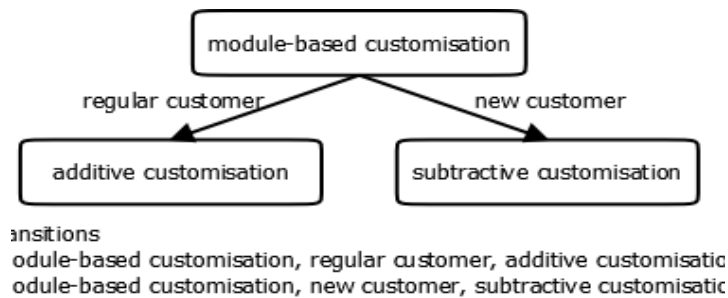 module-based customisation
regular customer
new customer
additive customisation
subtractive customisation
ansitions
odule-based customisation, regular customer, additive customisatio
odule-based customisation, new customer, subtractive customisatio